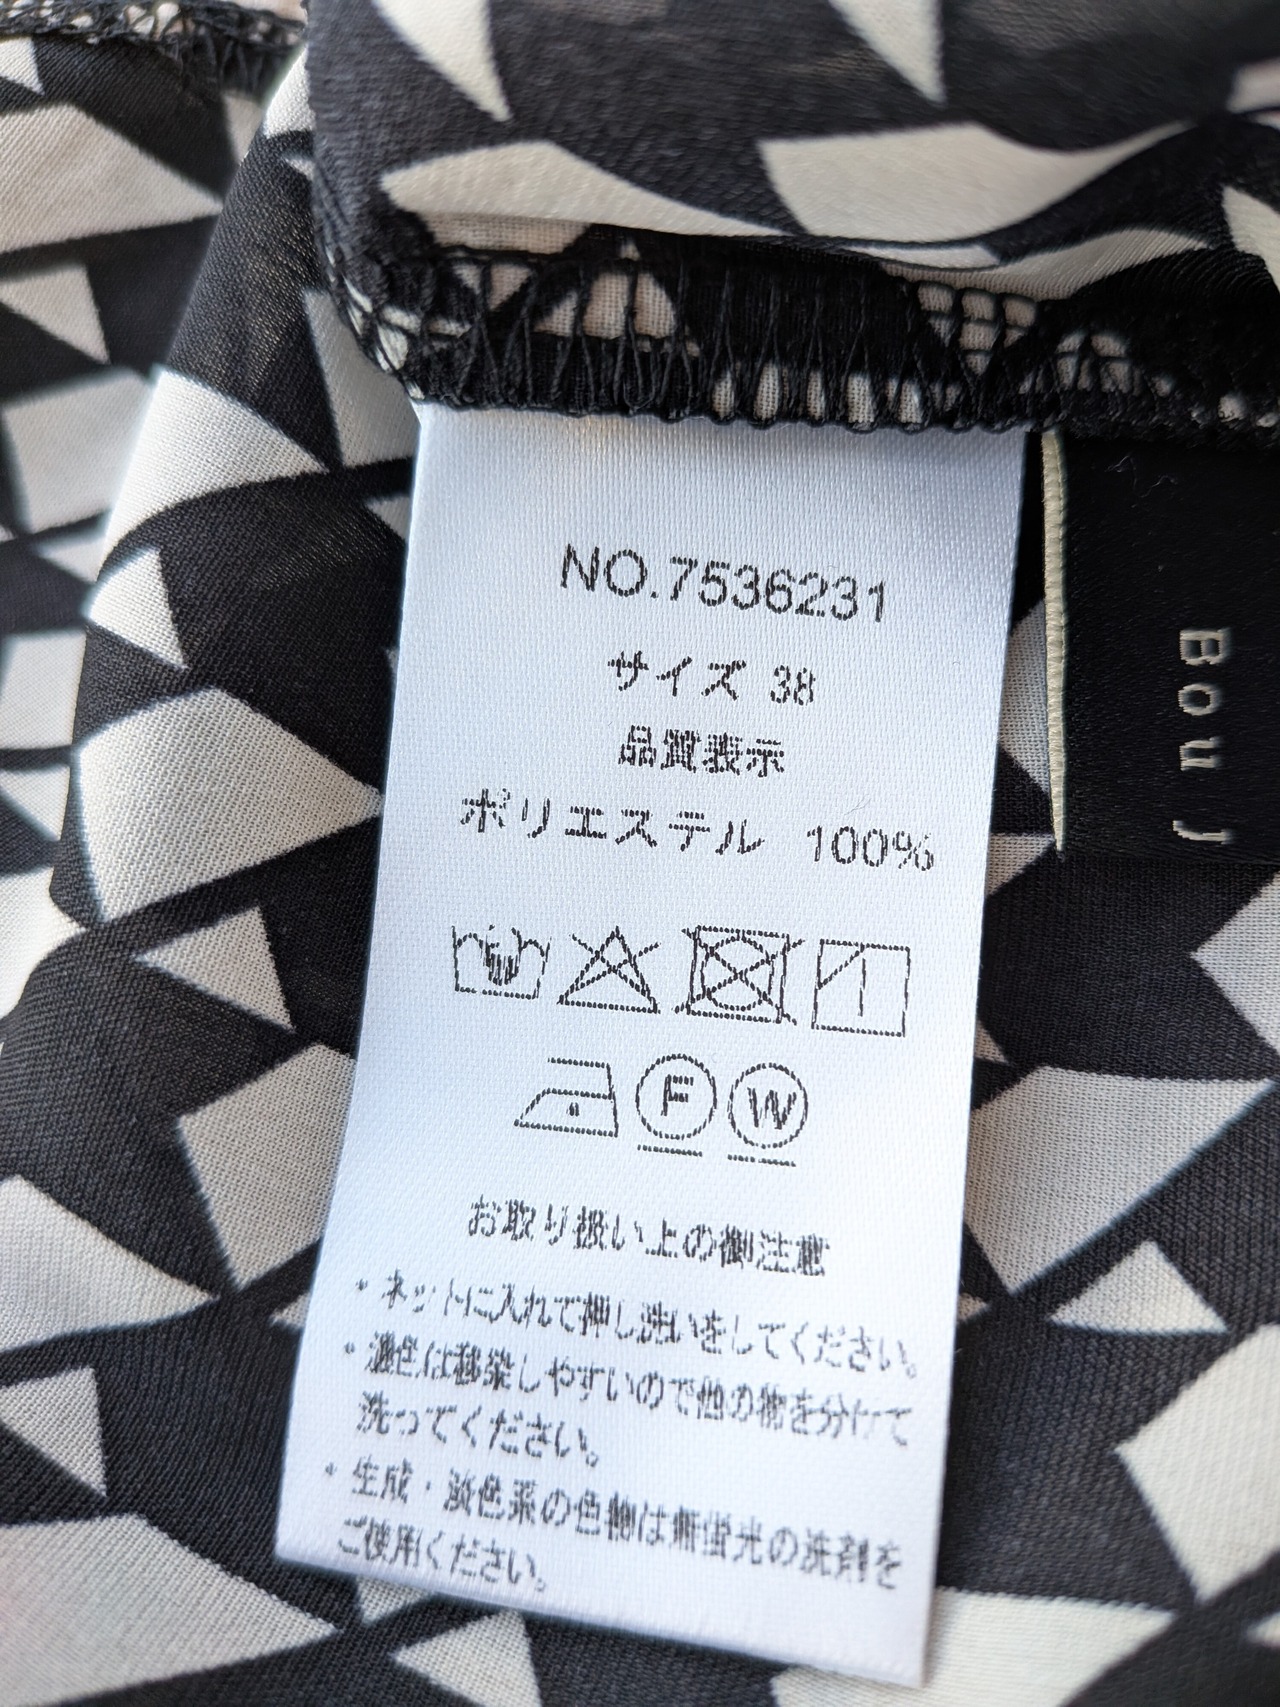 NO.7536231
サイズ 38
品質表示
ポリエステル 100%
F W
お取り扱い上の御注意
・ネットに入れて押し洗いをしてください。
・濃色は移染しやすいので他の物を分けて
洗ってください。
・生成・淡色系の色物は無蛍光の洗剤を
ご使用ください。
Bou J